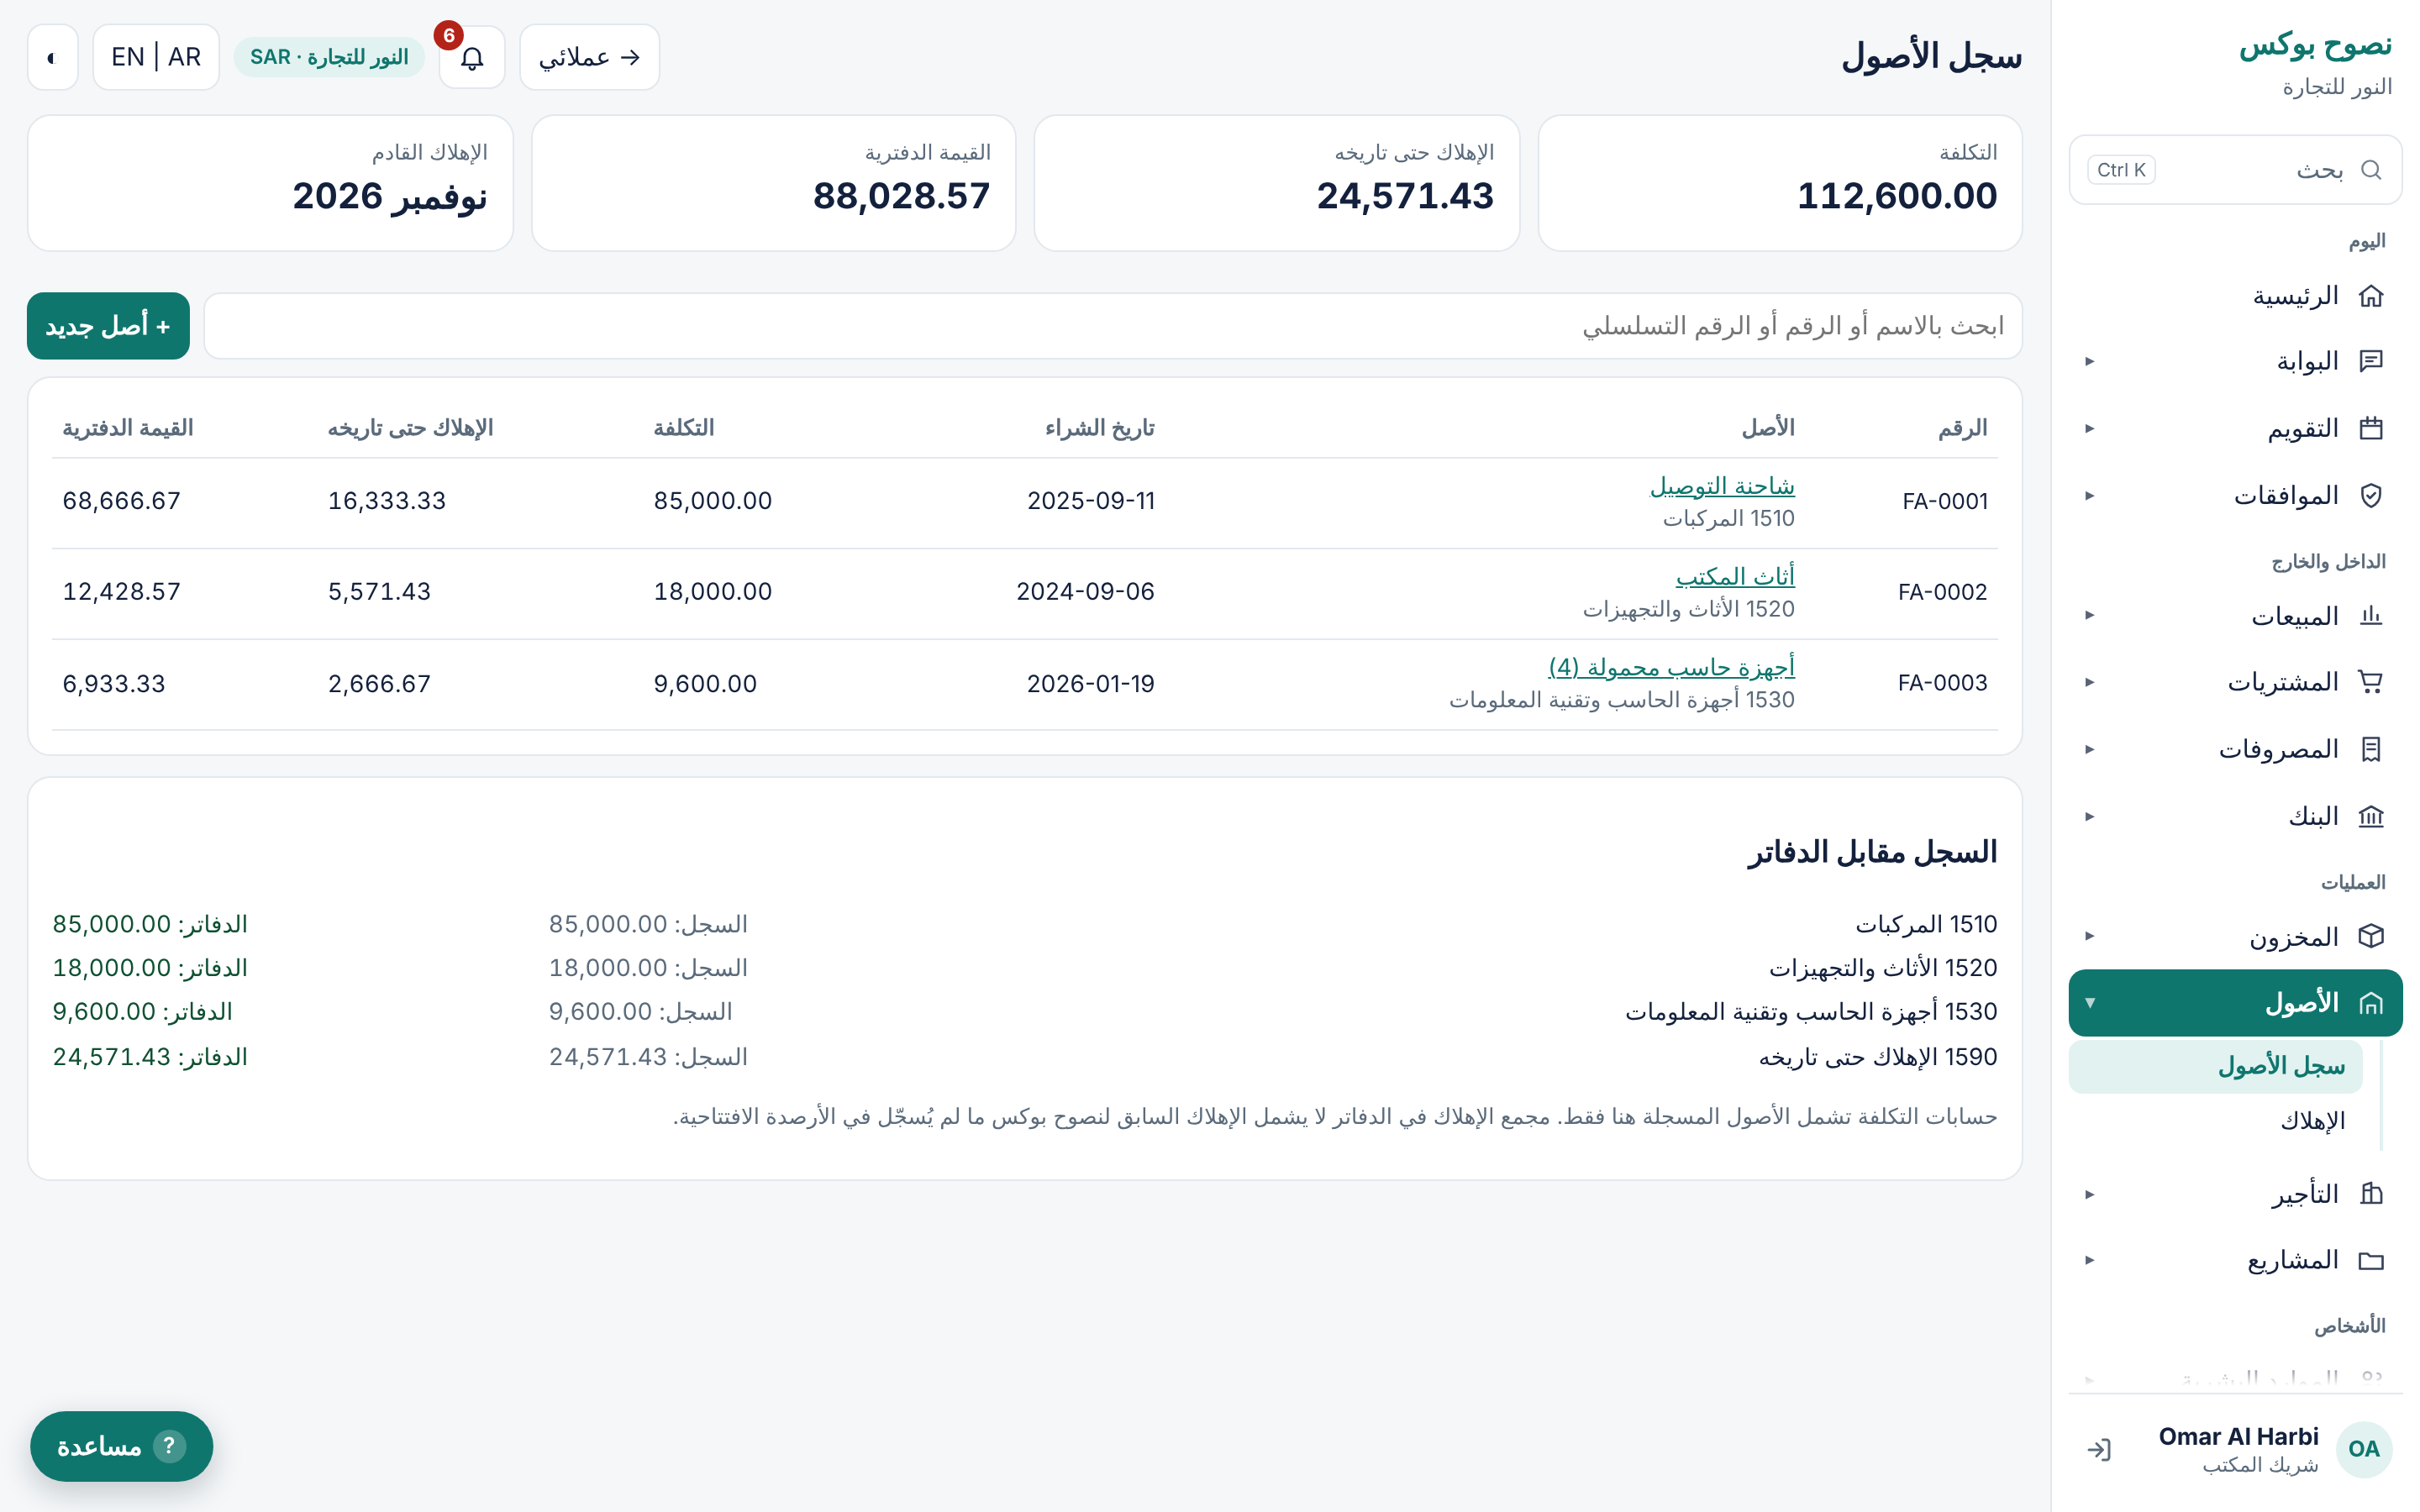 نصوح بوكس
النور للتجارة
بحث Ctrl K
اليوم
الرئيسية
البوابة
التقويم
الموافقات
الداخل والخارج
المبيعات
المشتريات
المصروفات
البنك
العمليات
المخزون
الأصول
سجل الأصول
الإهلاك
التأجير
المشاريع
الأشخاص
الموارد البشرية
OA Omar Al Harbi
شريك المكتب
سجل الأصول
→ عملائي
6
النور للتجارة · SAR
EN | AR
التكلفة
112,600.00
الإهلاك حتى تاريخه
24,571.43
القيمة الدفترية
88,028.57
الإهلاك القادم
نوفمبر 2026
ابحث بالاسم أو الرقم أو الرقم التسلسلي
+ أصل جديد
الرقم الأصل تاريخ الشراء التكلفة الإهلاك حتى تاريخه القيمة الدفترية
FA-0001 شاحنة التوصيل 2025-09-11 85,000.00 16,333.33 68,666.67
1510 المركبات
FA-0002 أثاث المكتب 2024-09-06 18,000.00 5,571.43 12,428.57
1520 الأثاث والتجهيزات
FA-0003 أجهزة حاسب محمولة (4) 2026-01-19 9,600.00 2,666.67 6,933.33
1530 أجهزة الحاسب وتقنية المعلومات
السجل مقابل الدفاتر
1510 المركبات السجل: 85,000.00 الدفاتر: 85,000.00
1520 الأثاث والتجهيزات السجل: 18,000.00 الدفاتر: 18,000.00
1530 أجهزة الحاسب وتقنية المعلومات السجل: 9,600.00 الدفاتر: 9,600.00
1590 الإهلاك حتى تاريخه السجل: 24,571.43 الدفاتر: 24,571.43
حسابات التكلفة تشمل الأصول المسجلة هنا فقط. مجمع الإهلاك في الدفاتر لا يشمل الإهلاك السابق لنصوح بوكس ما لم يُسجّل في الأرصدة الافتتاحية.
? مساعدة